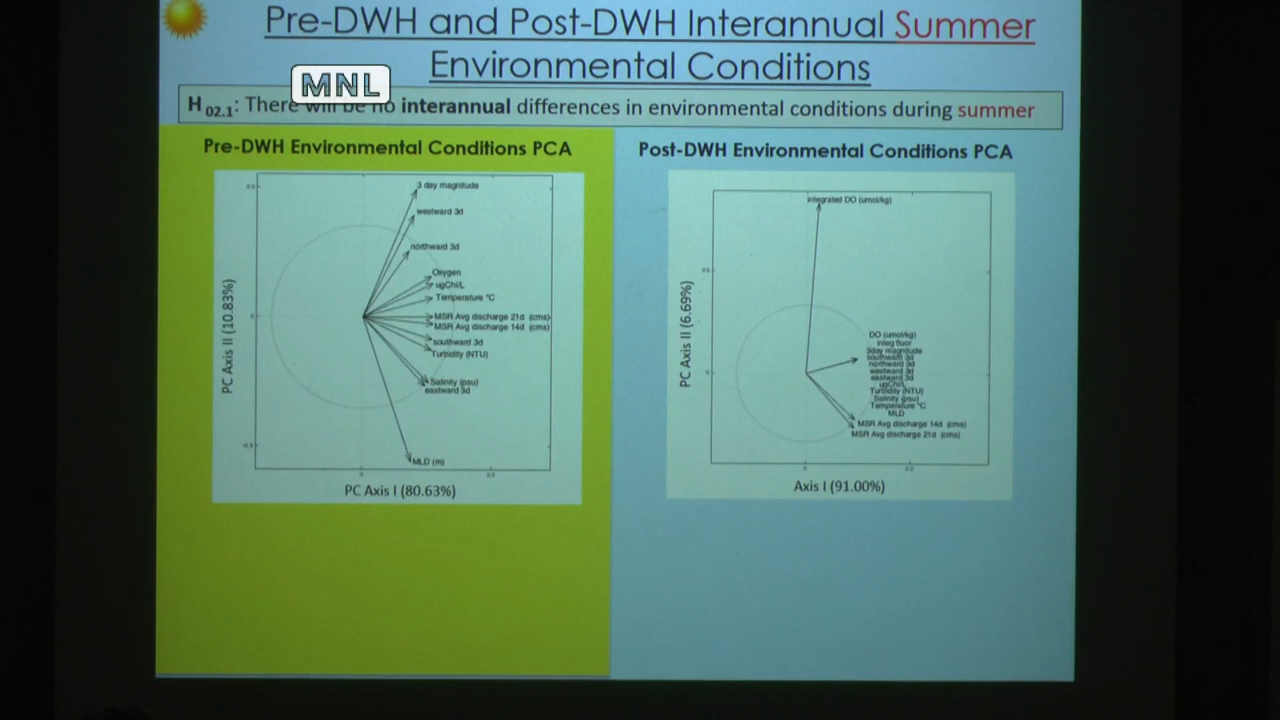 Pre-DWH and Post-DWH Interannual Summer
Environmental Conditions
MNL
H02.1: There will be no interannual differences in environmental conditions during summer
Pre-DWH Environmental Conditions PCA
3 day magnitude
westward 3d
northward 3d
Oxygen
ugChl/L
Temperature °C
MSR Avg discharge 21d (cms)
MSR Avg discharge 14d (cms)
southward 3d
Turbidity (NTU)
Salinity (psu)
eastward 3d
MLD (m)
PC Axis II (10.83%)
PC Axis I (80.63%)
Post-DWH Environmental Conditions PCA
integrated DO (umol/kg)
DO (umol/kg)
integ fluor
3day magnitude
southward 3d
northward 3d
westward 3d
eastward 3d
ugChl/L
Turbidity (NTU)
Salinity (psu)
Temperature °C
MLD
MSR Avg discharge 14d (cms)
MSR Avg discharge 21d (cms)
PC Axis II (6.69%)
Axis I (91.00%)